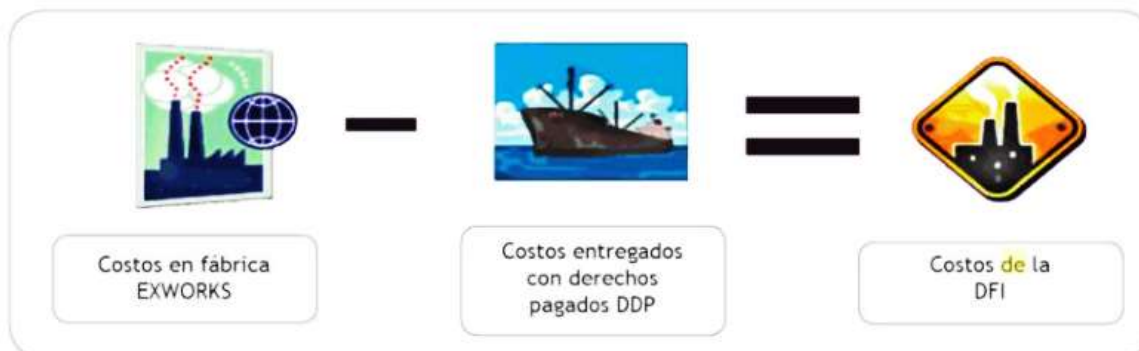 Costos en fábrica
EXWORKS
Costos entregados
con derechos
pagados DDP
Costos de la
DFI